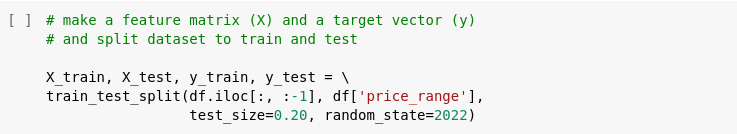 [ ] # make a feature matrix (X) and a target vector (y)
# and split dataset to train and test
X_train, X_test, y_train, y_test = \
train_test_split(df.iloc[:, :-1], df['price_range'],
test_size=0.20, random_state=2022)